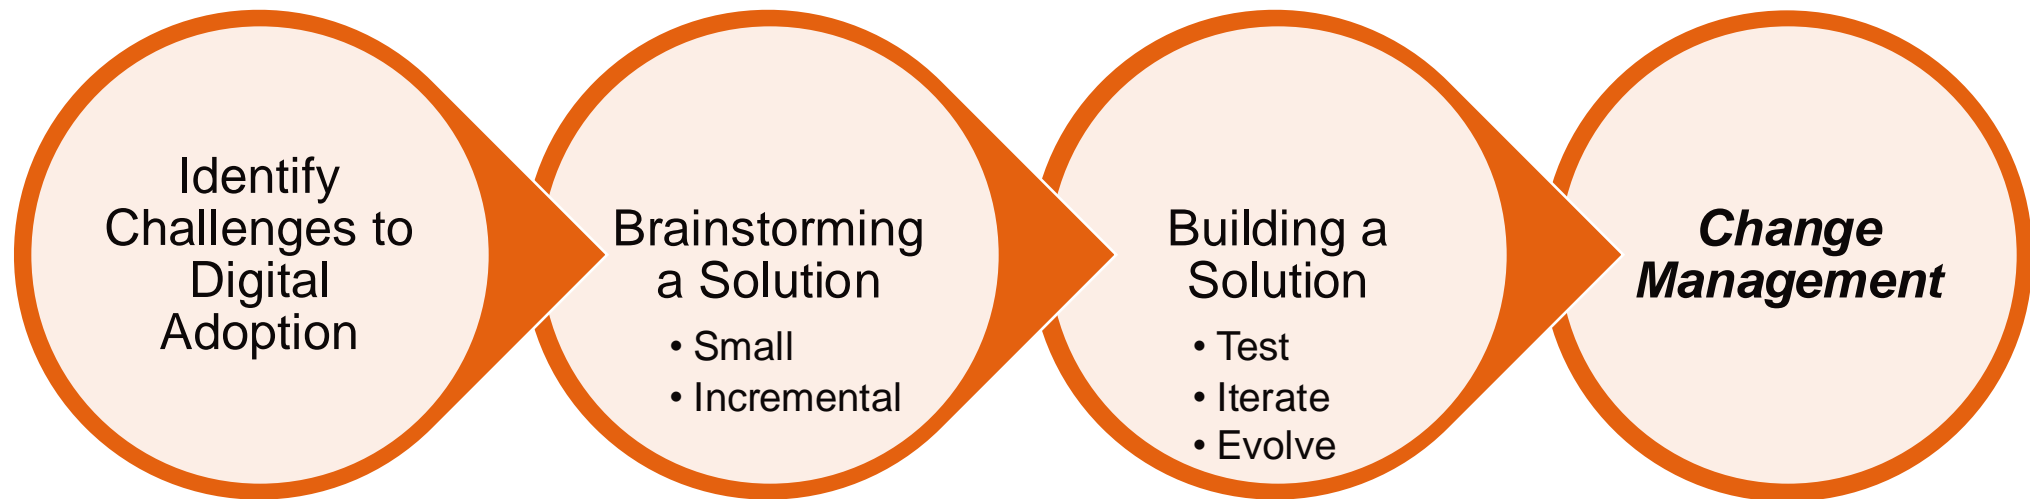 Identify
Challenges to
Digital
Adoption
Brainstorming
a Solution
• Small
• Incremental
Building a
Solution
• Test
• Iterate
• Evolve
Change
Management